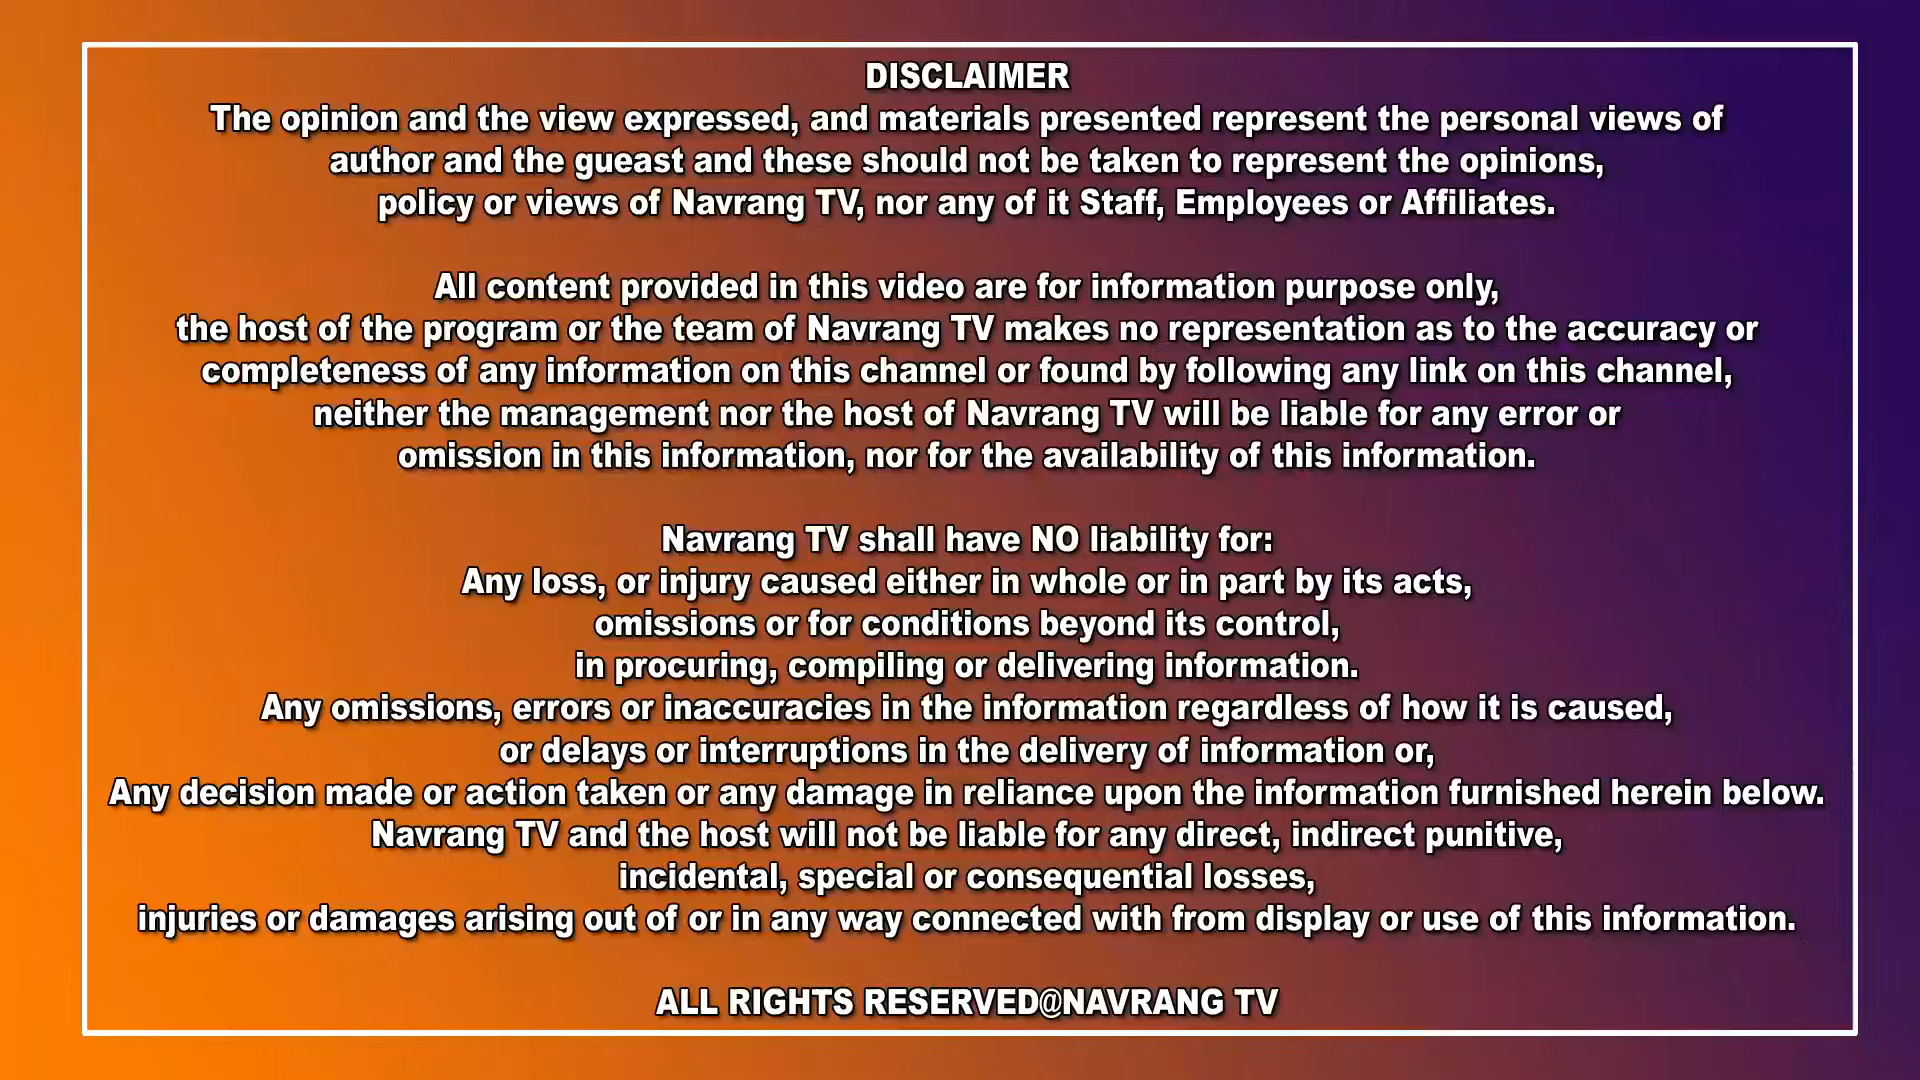 DISCLAIMER
The opinion and the view expressed, and materials presented represent the personal views of
author and the gueast and these should not be taken to represent the opinions,
policy or views of Navrang TV, nor any of it Staff, Employees or Affiliates.
All content provided in this video are for information purpose only,
the host of the program or the team of Navrang TV makes no representation as to the accuracy or
completeness of any information on this channel or found by following any link on this channel,
neither the management nor the host of Navrang TV will be liable for any error or
omission in this information, nor for the availability of this information.
Navrang TV shall have NO liability for:
Any loss, or injury caused either in whole or in part by its acts,
omissions or for conditions beyond its control,
in procuring, compiling or delivering information.
Any omissions, errors or inaccuracies in the information regardless of how it is caused,
or delays or interruptions in the delivery of information or,
Any decision made or action taken or any damage in reliance upon the information furnished herein below.
Navrang TV and the host will not be liable for any direct, indirect punitive,
incidental, special or consequential losses,
injuries or damages arising out of or in any way connected with from display or use of this information.
ALL RIGHTS RESERVED@NAVRANG TV